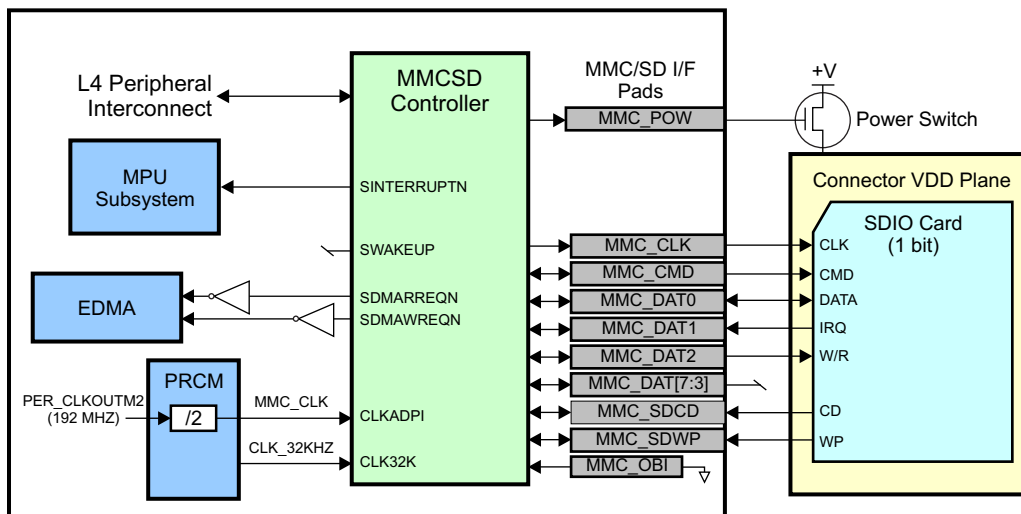 L4 Peripheral
Interconnect
MMCSD
Controller
MMC/SD I/F
Pads
+V
MMC_POW
Power Switch
MPU
Subsystem
SINTERRUPTN
Connector VDD Plane
SDIO Card
(1 bit)
SWAKEUP
MMC_CLK
CLK
MMC_CMD
CMD
EDMA
SDMARREQN
MMC_DAT0
DATA
SDMAWREQN
MMC_DAT1
IRQ
MMC_DAT2
W/R
PRCM
MMC_DAT[7:3]
PER_CLKOUTM2
(192 MHZ)
/2
MMC_CLK
CLKADPI
MMC_SDCD
CD
MMC_SDWP
WP
CLK_32KHZ
CLK32K
MMC_OBI